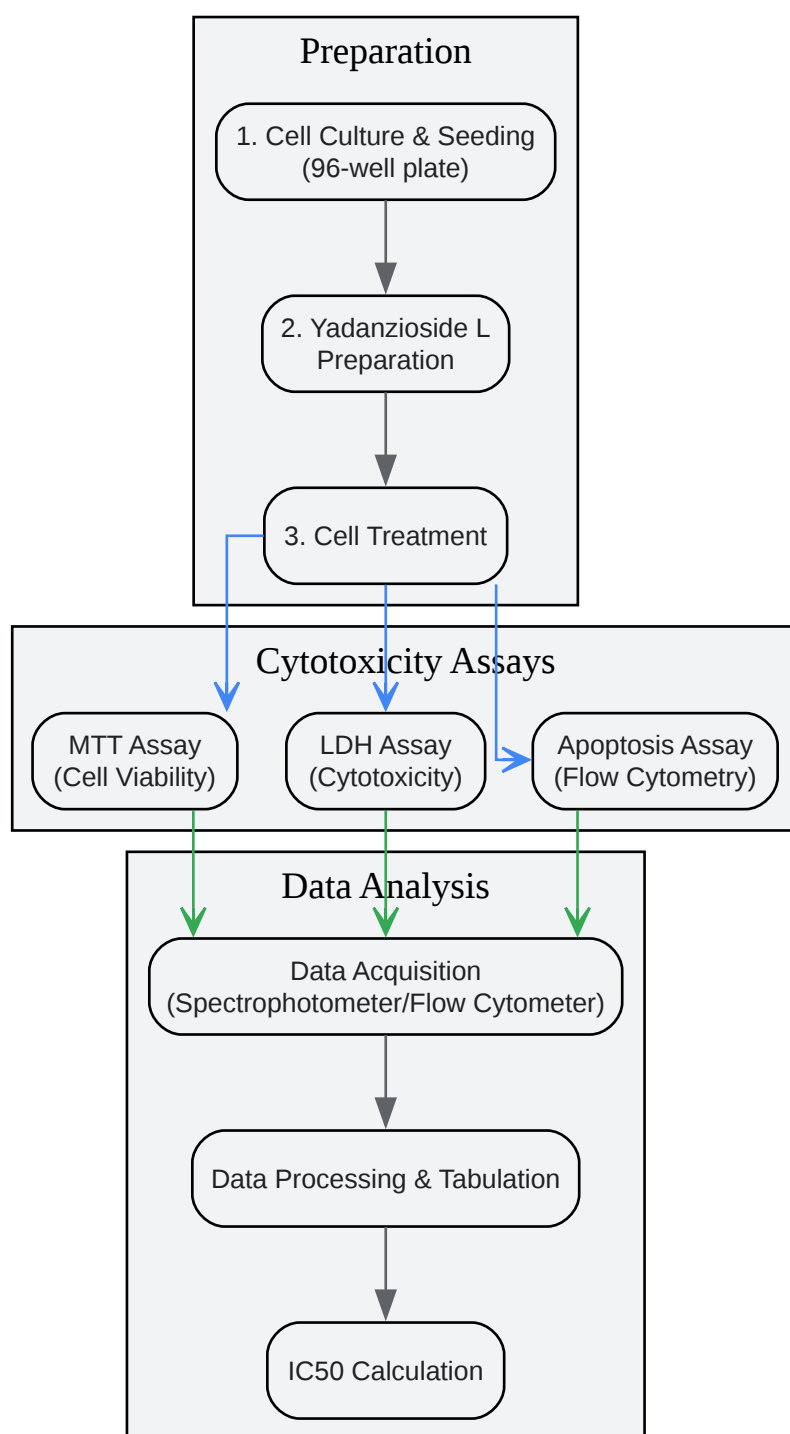 Preparation
1. Cell Culture & Seeding
(96-well plate)
2. Yadanzioside L
Preparation
3. Cell Treatment
Cytotoxicity Assays
MTT Assay
(Cell Viability)
LDH Assay
(Cytotoxicity)
Apoptosis Assay
(Flow Cytometry)
Data Analysis
Data Acquisition
(Spectrophotometer/Flow Cytometer)
Data Processing & Tabulation
IC50 Calculation